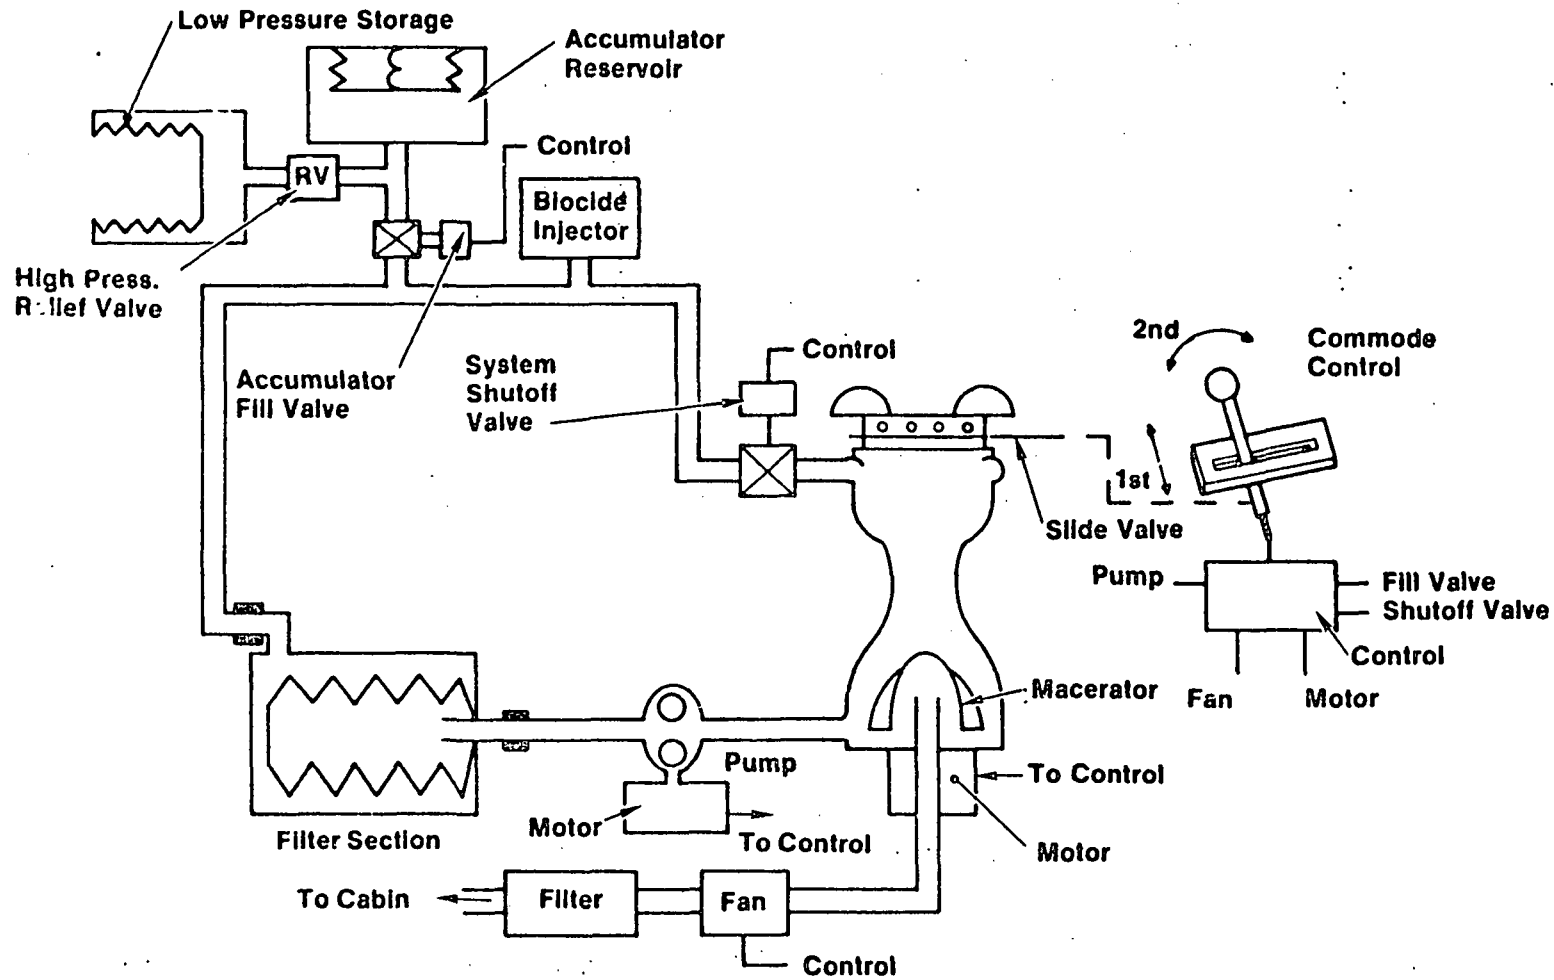 Low Pressure Storage
Accumulator
Reservoir
Control
RV
Biocide
Injector
High Press.
Relief Valve
Accumulator
Fill Valve
System
Shutoff
Valve
Control
2nd
Commode
Control
1st
Slide Valve
Pump
Fill Valve
Shutoff Valve
Control
Fan
Motor
Macerator
Pump
To Control
Motor
To Control
Motor
Filter Section
To Cabin
Filter
Fan
Control